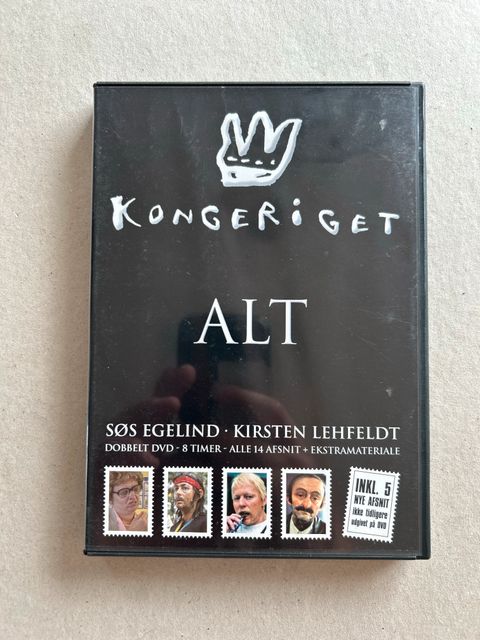 KONGERiGET
ALT
SØS EGELIND · KIRSTEN LEHFELDT
DOBBELT DVD - 8 TIMER - ALLE 14 AFSNIT + EKSTRAMATERIALE
INKL. 5
NYE AFSNIT
ikke tidligere
udgivet på DVD